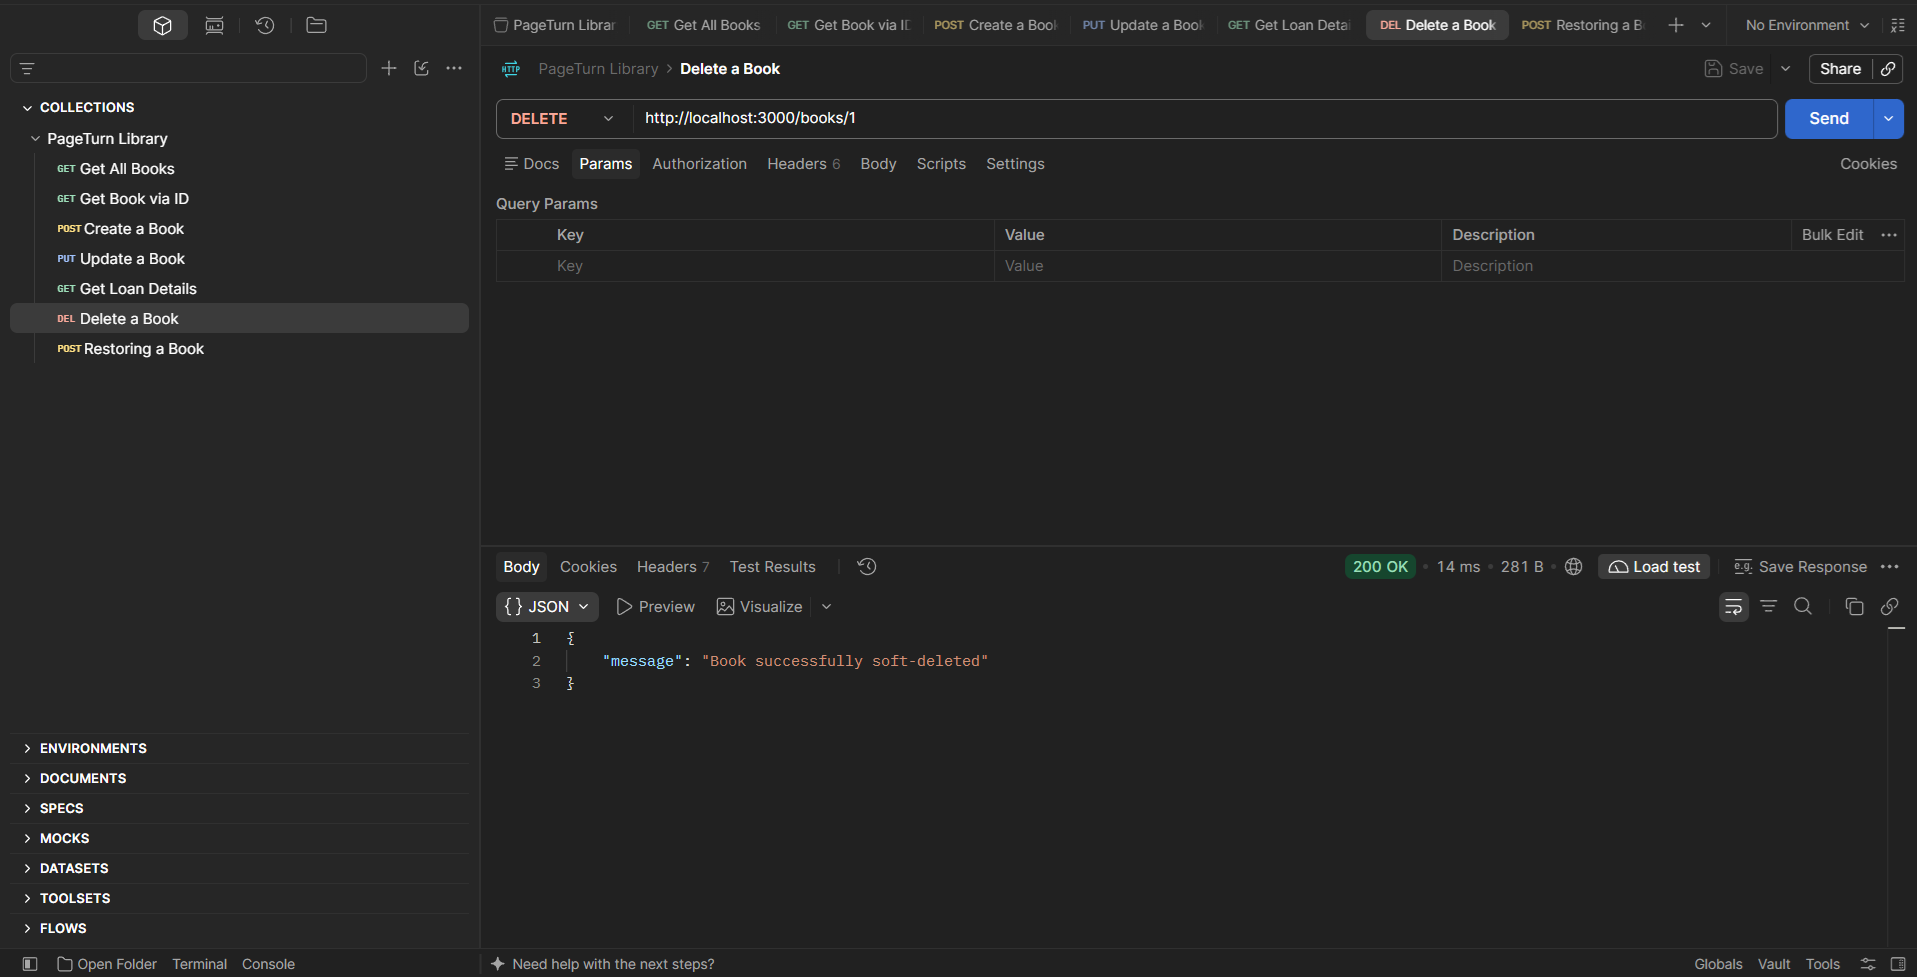 PageTurn Librar
GET Get All Books
GET Get Book via ID
POST Create a Book
PUT Update a Book
GET Get Loan Detai
DEL Delete a Book
POST Restoring a B
No Environment
COLLECTIONS
PageTurn Library
GET Get All Books
GET Get Book via ID
POST Create a Book
PUT Update a Book
GET Get Loan Details
DEL Delete a Book
POST Restoring a Book
ENVIRONMENTS
DOCUMENTS
SPECS
MOCKS
DATASETS
TOOLSETS
FLOWS
HTTP PageTurn Library > Delete a Book
Save
Share
DELETE http://localhost:3000/books/1
Send
Docs Params Authorization Headers 6 Body Scripts Settings
Cookies
Query Params
Key Value Description Bulk Edit
Key Value Description
Body Cookies Headers 7 Test Results
200 OK • 14 ms • 281 B
Load test
e.g. Save Response
{} JSON Preview Visualize
1 {
2 "message": "Book successfully soft-deleted"
3 }
Open Folder Terminal Console
Need help with the next steps?
Globals Vault Tools